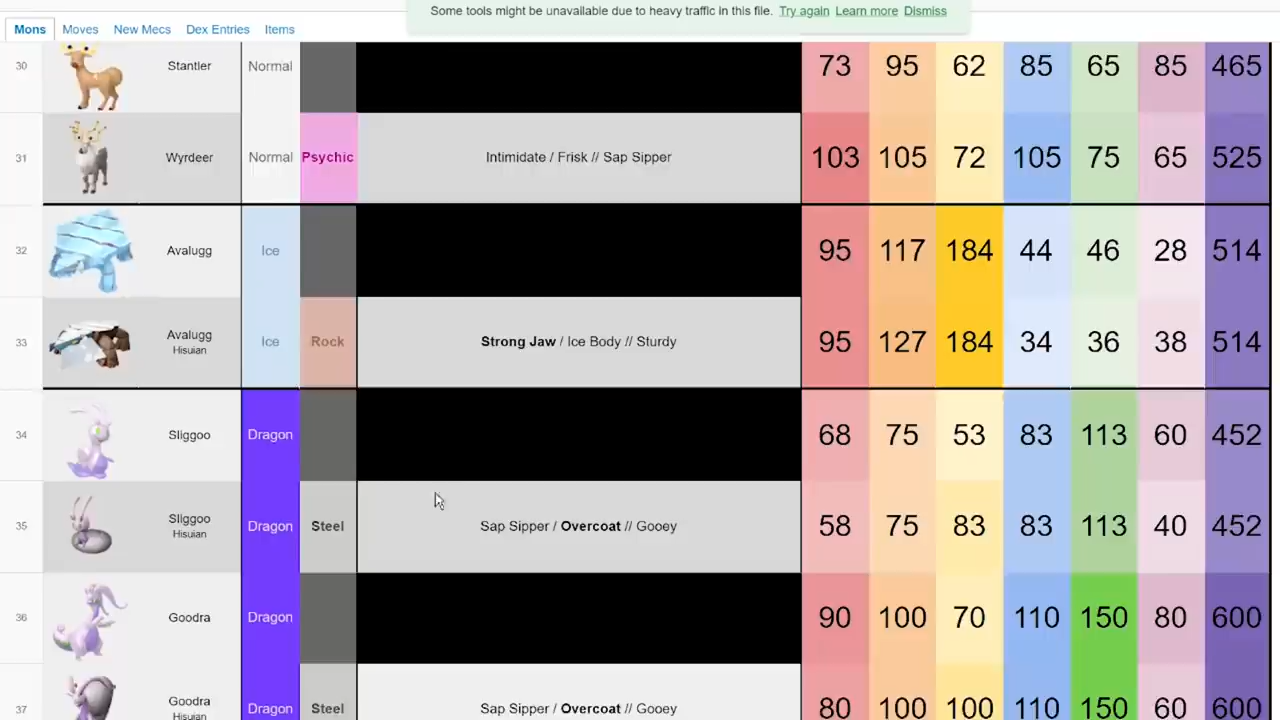 Some tools might be unavailable due to heavy traffic in this file. Try again Learn more Dismiss
Mons Moves New Mecs Dex Entries Items
30 Stantler Normal 73 95 62 85 65 85 465
31 Wyrdeer Normal Psychic Intimidate / Frisk // Sap Sipper 103 105 72 105 75 65 525
32 Avalugg Ice 95 117 184 44 46 28 514
33 Avalugg Ice Rock Strong Jaw / Ice Body // Sturdy 95 127 184 34 36 38 514
Hisuian
34 Sliggoo Dragon 68 75 53 83 113 60 452
35 Sliggoo Dragon Steel Sap Sipper / Overcoat // Gooey 58 75 83 83 113 40 452
Hisuian
36 Goodra Dragon 90 100 70 110 150 80 600
37 Goodra Dragon Steel Sap Sipper / Overcoat // Gooey 80 100 100 110 150 60 600
Hisuian